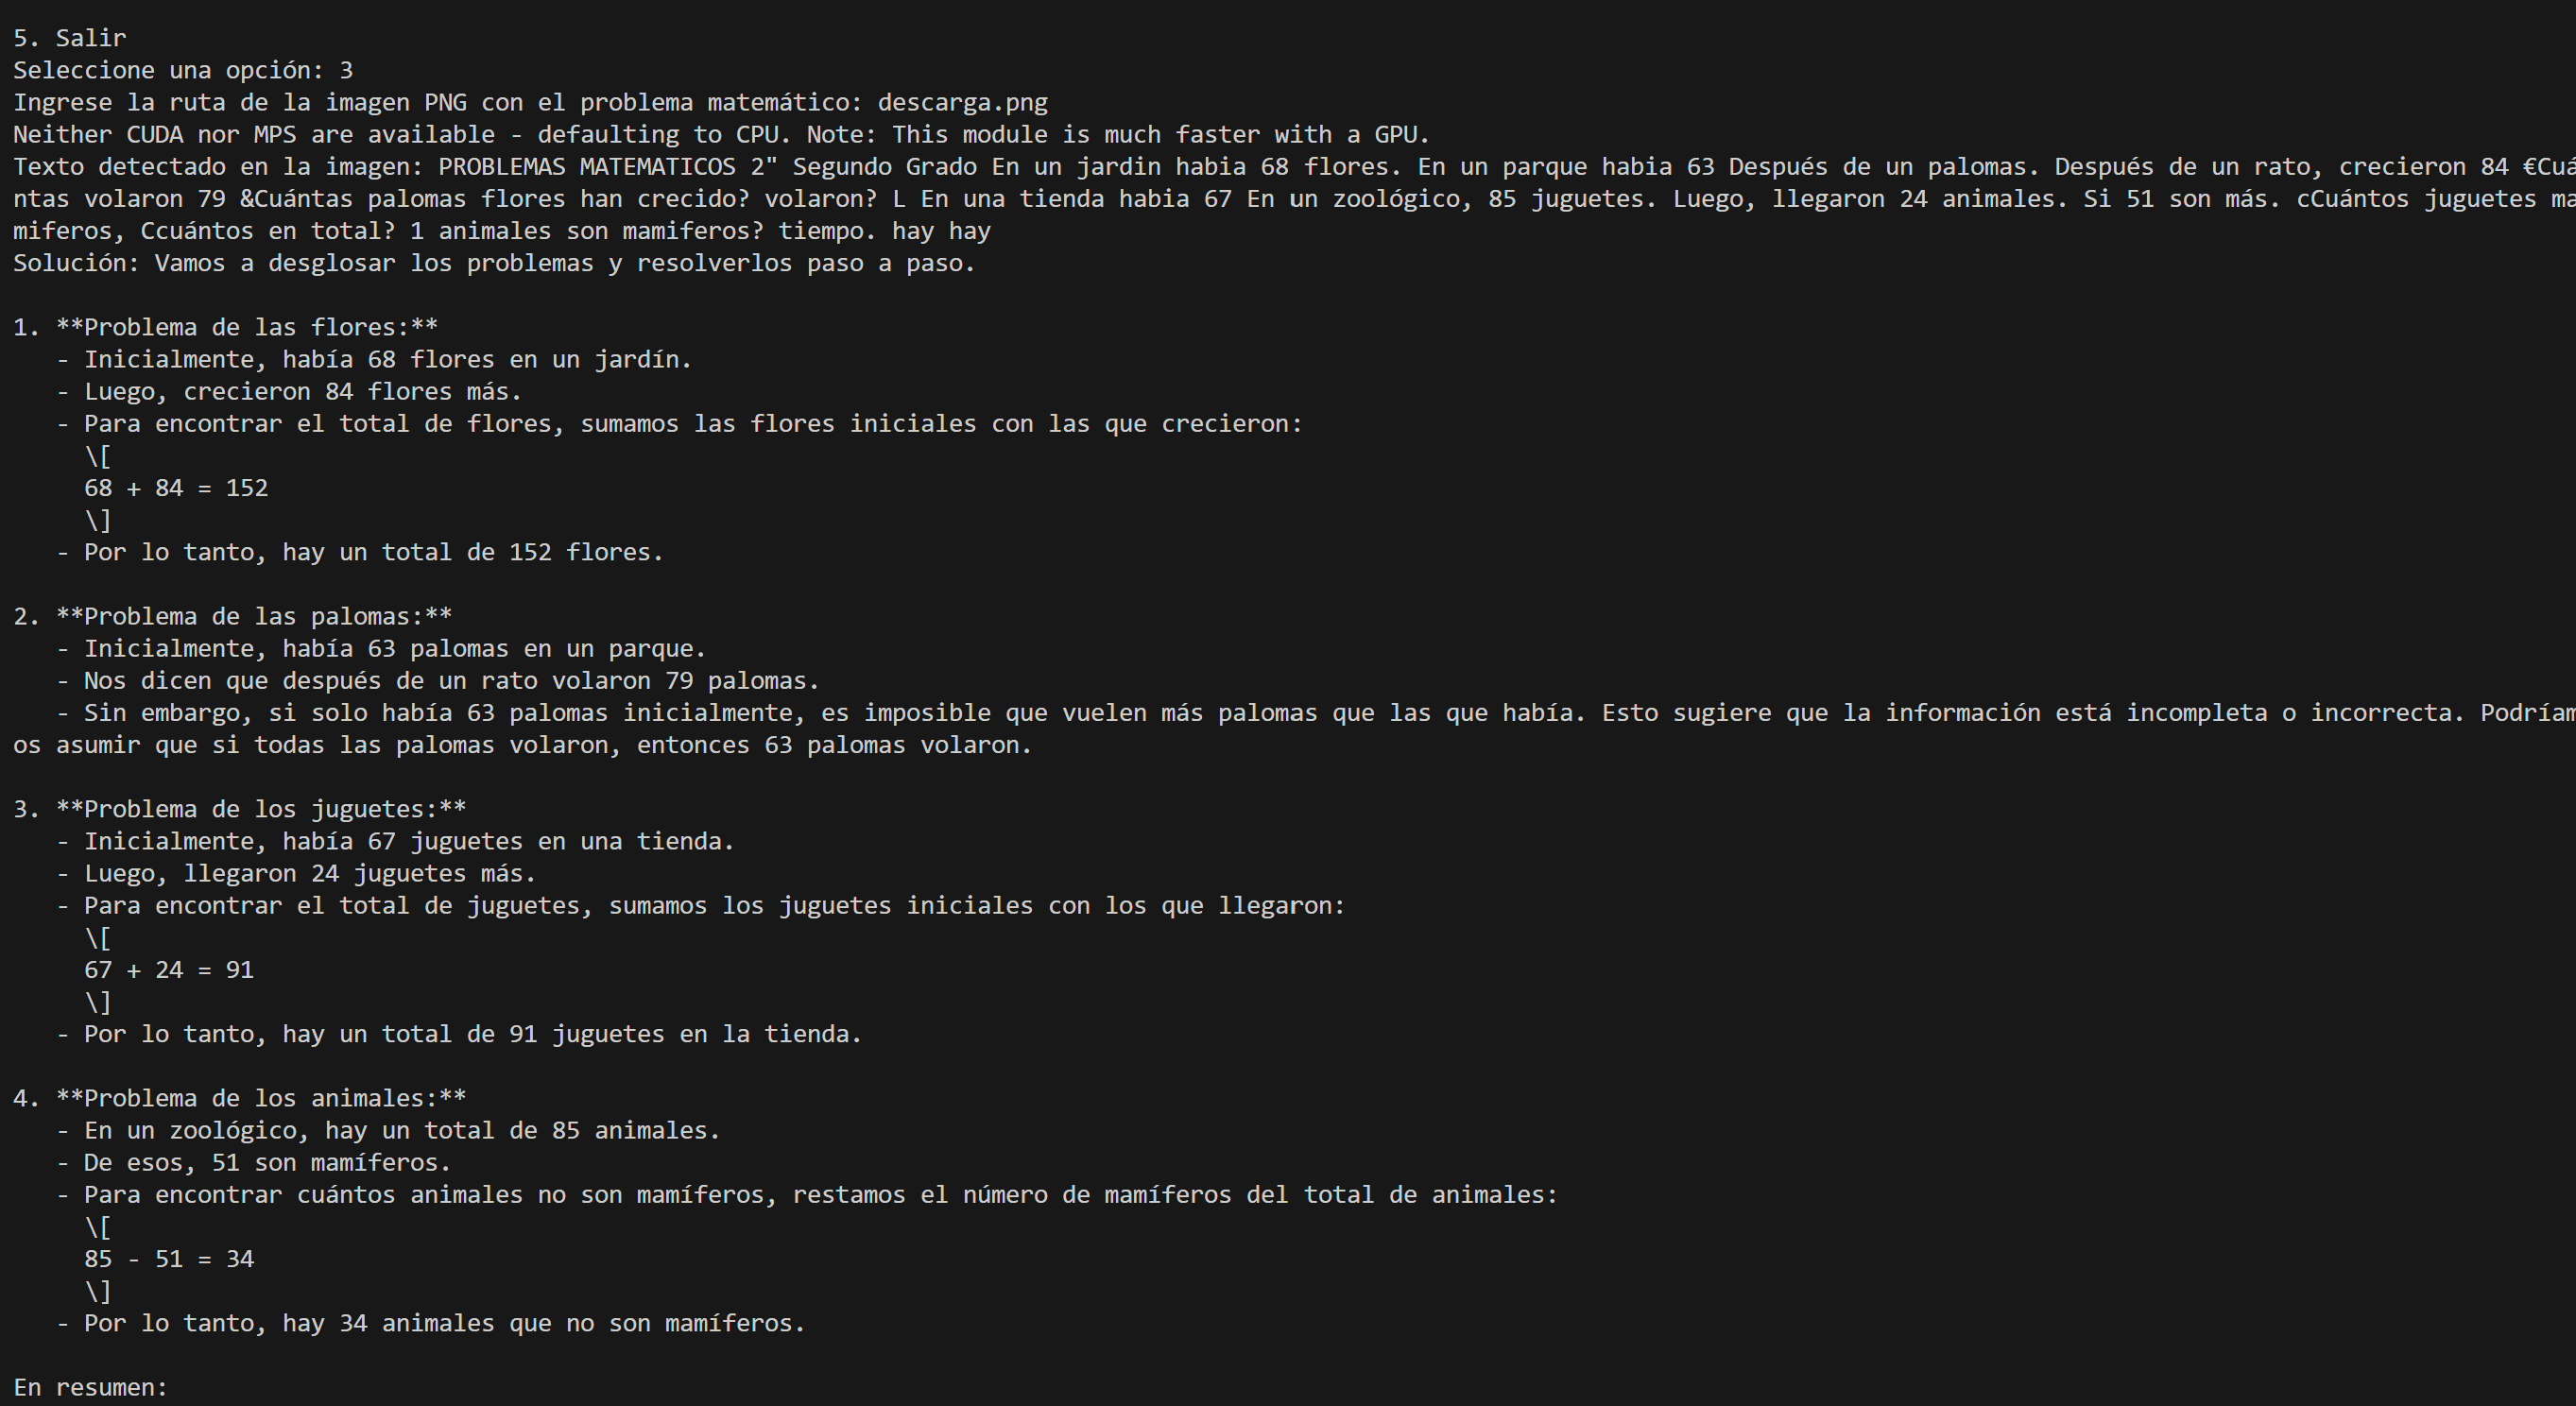 5. Salir
Seleccione una opción: 3
Ingrese la ruta de la imagen PNG con el problema matemático: descarga.png
Neither CUDA nor MPS are available - defaulting to CPU. Note: This module is much faster with a GPU.
Texto detectado en la imagen: PROBLEMAS MATEMATICOS 2" Segundo Grado En un jardin habia 68 flores. En un parque habia 63 Después de un palomas. Después de un rato, crecieron 84 €Cuá
ntas volaron 79 &Cuántas palomas flores han crecido? volaron? L En una tienda habia 67 En un zoológico, 85 juguetes. Luego, llegaron 24 animales. Si 51 son más. cCuántos juguetes ma
miferos, Ccuántos en total? 1 animales son mamiferos? tiempo. hay hay
Solución: Vamos a desglosar los problemas y resolverlos paso a paso.

1. **Problema de las flores:**
   - Inicialmente, había 68 flores en un jardín.
   - Luego, crecieron 84 flores más.
   - Para encontrar el total de flores, sumamos las flores iniciales con las que crecieron:
     \[
     68 + 84 = 152
     \]
   - Por lo tanto, hay un total de 152 flores.

2. **Problema de las palomas:**
   - Inicialmente, había 63 palomas en un parque.
   - Nos dicen que después de un rato volaron 79 palomas.
   - Sin embargo, si solo había 63 palomas inicialmente, es imposible que vuelen más palomas que las que había. Esto sugiere que la información está incompleta o incorrecta. Podríam
os asumir que si todas las palomas volaron, entonces 63 palomas volaron.

3. **Problema de los juguetes:**
   - Inicialmente, había 67 juguetes en una tienda.
   - Luego, llegaron 24 juguetes más.
   - Para encontrar el total de juguetes, sumamos los juguetes iniciales con los que llegaron:
     \[
     67 + 24 = 91
     \]
   - Por lo tanto, hay un total de 91 juguetes en la tienda.

4. **Problema de los animales:**
   - En un zoológico, hay un total de 85 animales.
   - De esos, 51 son mamíferos.
   - Para encontrar cuántos animales no son mamíferos, restamos el número de mamíferos del total de animales:
     \[
     85 - 51 = 34
     \]
   - Por lo tanto, hay 34 animales que no son mamíferos.

En resumen: